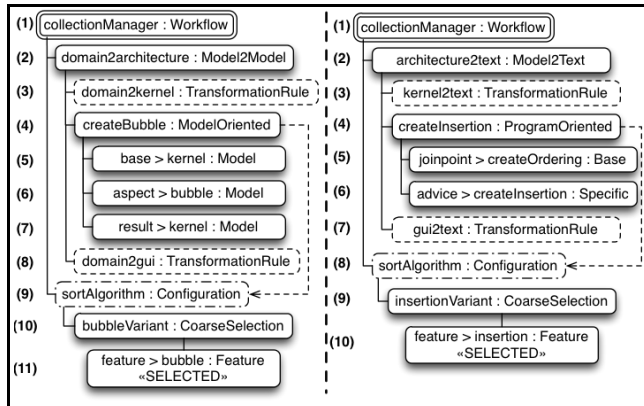 (1) collectionManager : Workflow
(2) domain2architecture : Model2Model
(3) domain2kernel : TransformationRule
(4) createBubble : ModelOriented
(5) base > kernel : Model
(6) aspect > bubble : Model
(7) result > kernel : Model
(8) domain2gui : TransformationRule
(9) sortAlgorithm : Configuration
(10) bubbleVariant : CoarseSelection
(11) feature > bubble : Feature
«SELECTED»
(1) collectionManager : Workflow
(2) architecture2text : Model2Text
(3) kernel2text : TransformationRule
(4) createInsertion : ProgramOriented
(5) joinpoint > createOrdering : Base
(6) advice > createInsertion : Specific
(7) gui2text : TransformationRule
(8) sortAlgorithm : Configuration
(9) insertionVariant : CoarseSelection
(10) feature > insertion : Feature
«SELECTED»